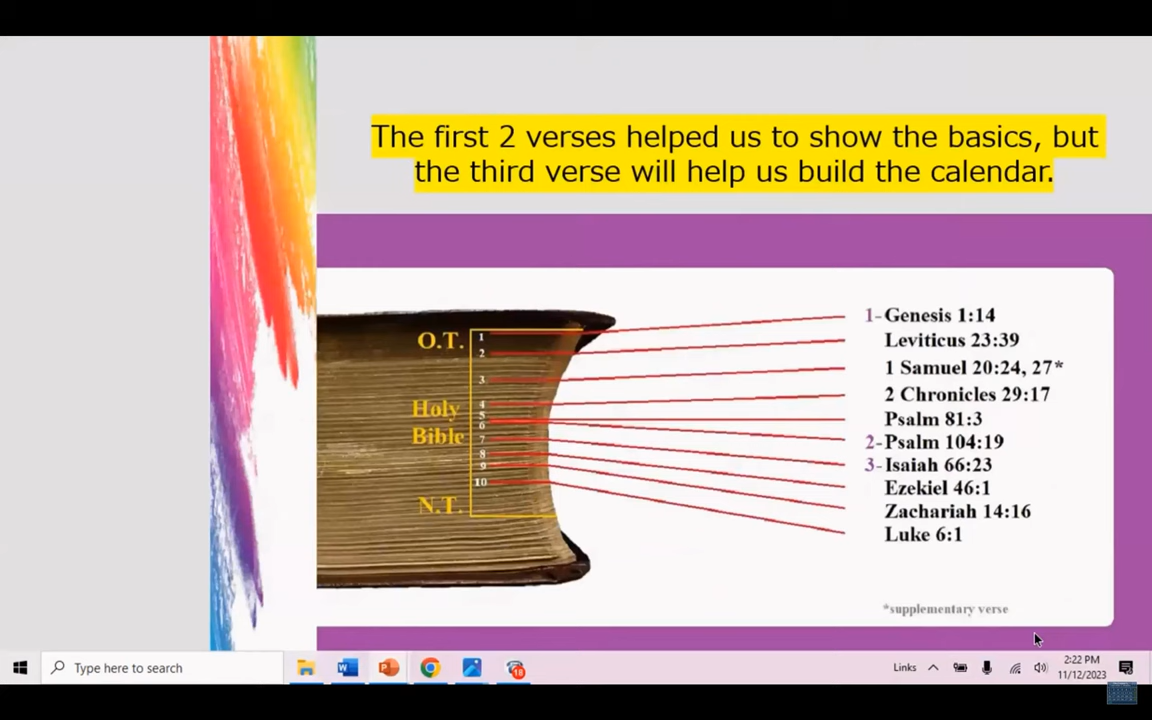 The first 2 verses helped us to show the basics, but
the third verse will help us build the calendar.
O.T.
Holy
Bible
N.T.
1
2
3
4
5
6
7
8
9
10
1-Genesis 1:14
Leviticus 23:39
1 Samuel 20:24, 27*
2 Chronicles 29:17
Psalm 81:3
2-Psalm 104:19
3-Isaiah 66:23
Ezekiel 46:1
Zachariah 14:16
Luke 6:1
*supplementary verse
Type here to search
18
Links
2:22 PM
11/12/2023